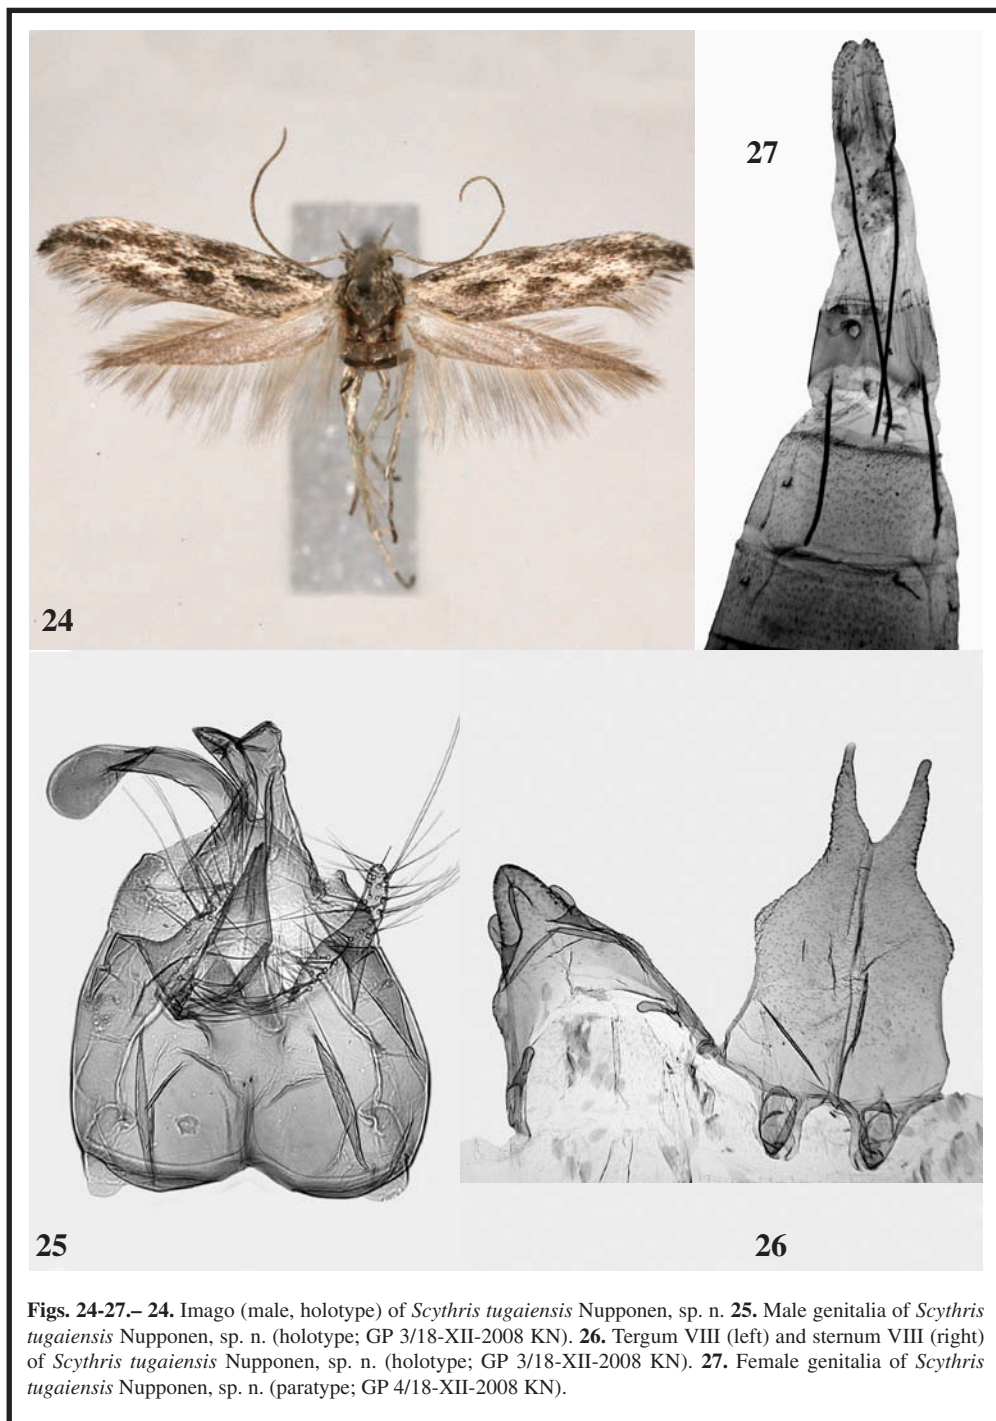 27
24
25
26
Figs. 24-27.– 24. Imago (male, holotype) of Scythris tugaiensis Nupponen, sp. n. 25. Male genitalia of Scythris
tugaiensis Nupponen, sp. n. (holotype; GP 3/18-XII-2008 KN). 26. Tergum VIII (left) and sternum VIII (right)
of Scythris tugaiensis Nupponen, sp. n. (holotype; GP 3/18-XII-2008 KN). 27. Female genitalia of Scythris
tugaiensis Nupponen, sp. n. (paratype; GP 4/18-XII-2008 KN).